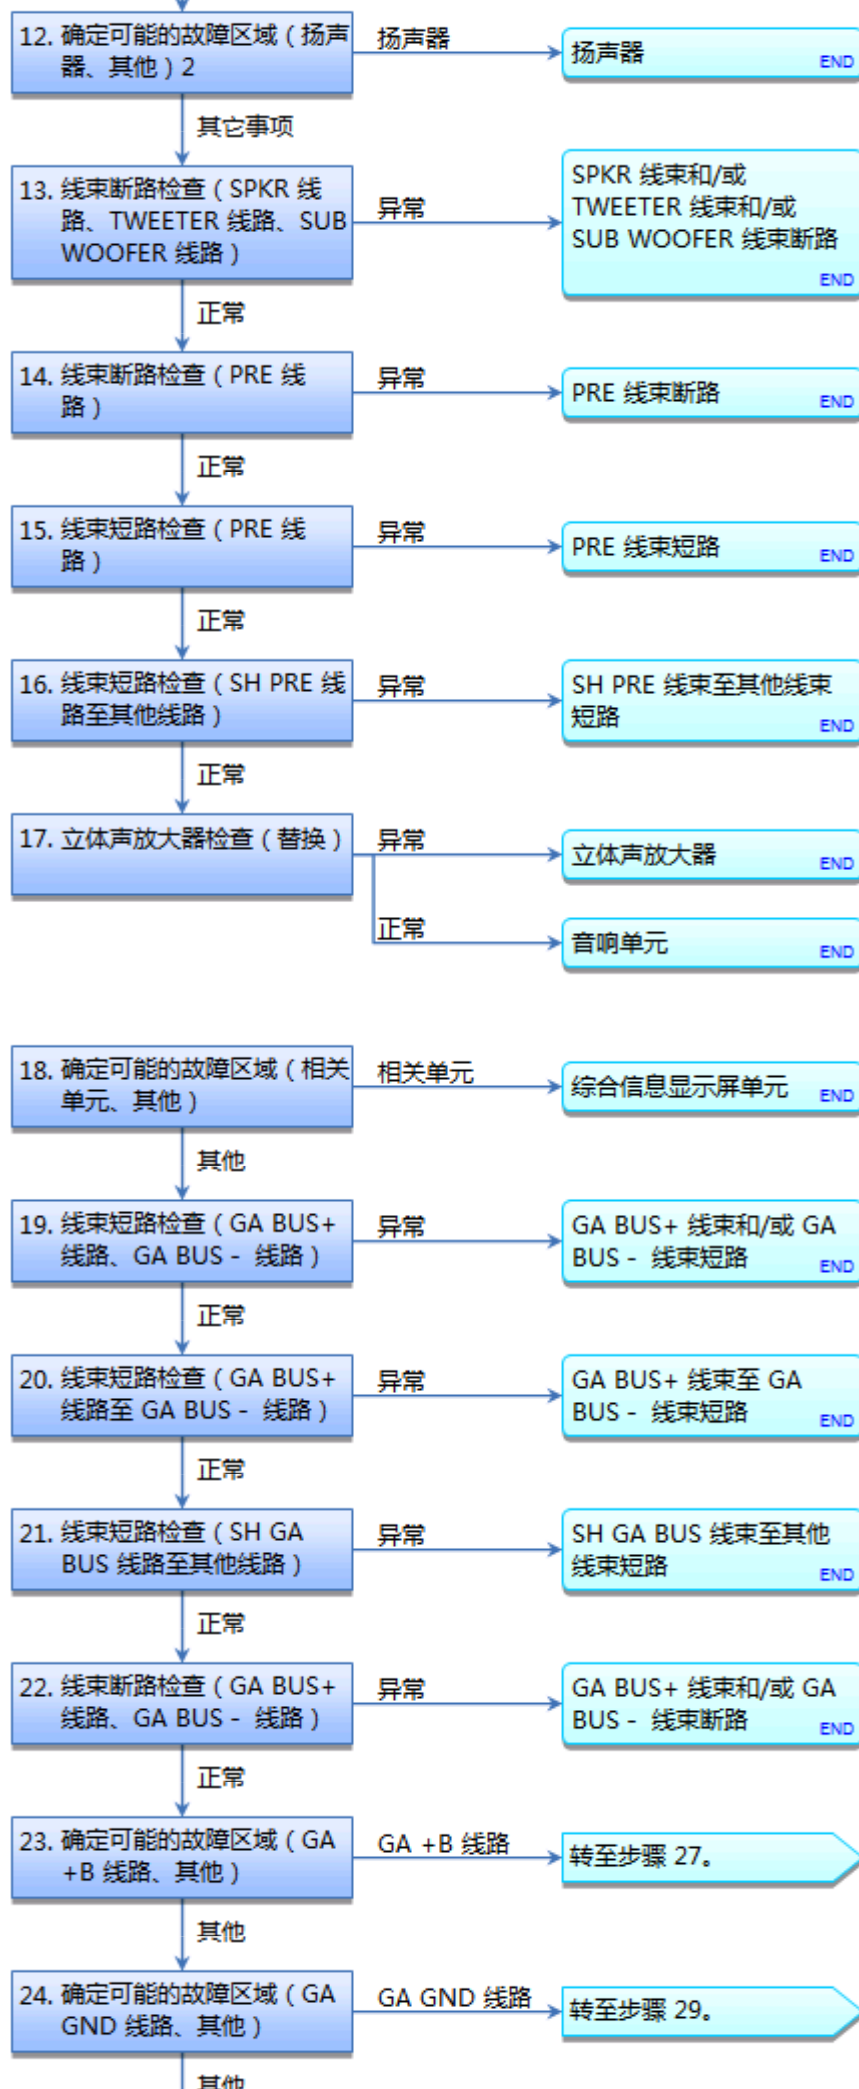 12. 确定可能的故障区域 ( 扬声
器、其他 ) 2
扬声器
扬声器
END
其它事项
13. 线束断路检查 ( SPKR 线
路、TWEETER 线路、SUB
WOOFER 线路 )
异常
SPKR 线束和/或
TWEETER 线束和/或
SUB WOOFER 线束断路
END
正常
14. 线束断路检查 ( PRE 线
路 )
异常
PRE 线束断路
END
正常
15. 线束短路检查 ( PRE 线
路 )
异常
PRE 线束短路
END
正常
16. 线束短路检查 ( SH PRE 线
路至其他线路 )
异常
SH PRE 线束至其他线束
短路
END
正常
17. 立体声放大器检查 ( 替换 )
异常
立体声放大器
END
正常
音响单元
END
18. 确定可能的故障区域 ( 相关
单元、其他 )
相关单元
综合信息显示屏单元
END
其他
19. 线束短路检查 ( GA BUS+
线路、GA BUS - 线路 )
异常
GA BUS+ 线束和/或 GA
BUS - 线束短路
END
正常
20. 线束短路检查 ( GA BUS+
线路至 GA BUS - 线路 )
异常
GA BUS+ 线束至 GA
BUS - 线束短路
END
正常
21. 线束短路检查 ( SH GA
BUS 线路至其他线路 )
异常
SH GA BUS 线束至其他
线束短路
END
正常
22. 线束断路检查 ( GA BUS+
线路、GA BUS - 线路 )
异常
GA BUS+ 线束和/或 GA
BUS - 线束断路
END
正常
23. 确定可能的故障区域 ( GA
+B 线路、其他 )
GA +B 线路
转至步骤 27。
其他
24. 确定可能的故障区域 ( GA
GND 线路、其他 )
GA GND 线路
转至步骤 29。
其他